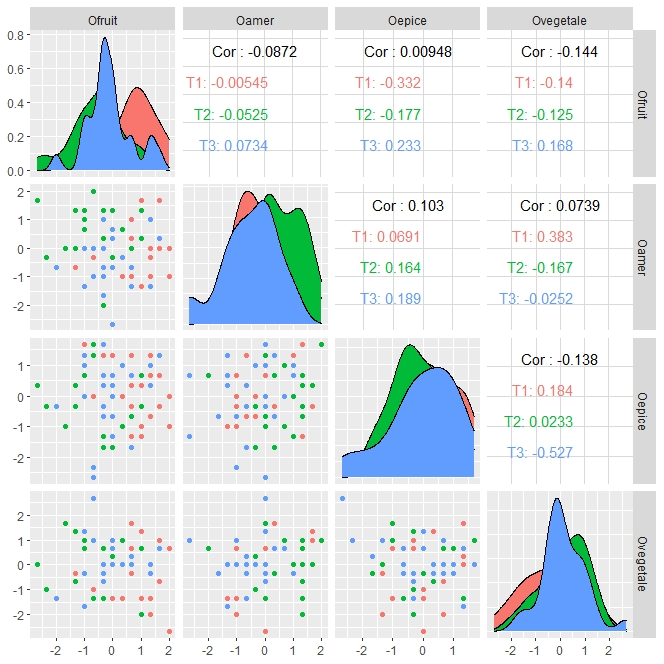 Ofruit Oamer Oepice Ovegetale
0.8
0.6
0.4
0.2
0.0
Cor : -0.0872
T1: -0.00545
T2: -0.0525
T3: 0.0734
Cor : 0.00948
T1: -0.332
T2: -0.177
T3: 0.233
Cor : -0.144
T1: -0.14
T2: -0.125
T3: 0.168
Ofruit
2
1
0
-1
-2
Cor : 0.103
T1: 0.0691
T2: 0.164
T3: 0.189
Cor : 0.0739
T1: 0.383
T2: -0.167
T3: -0.0252
Oamer
1
0
-1
-2
Cor : -0.138
T1: 0.184
T2: 0.0233
T3: -0.527
Oepice
2
1
0
-1
-2
Ovegetale
-2 -1 0 1 2 -2 -1 0 1 2 -2 -1 0 1 -2 -1 0 1 2